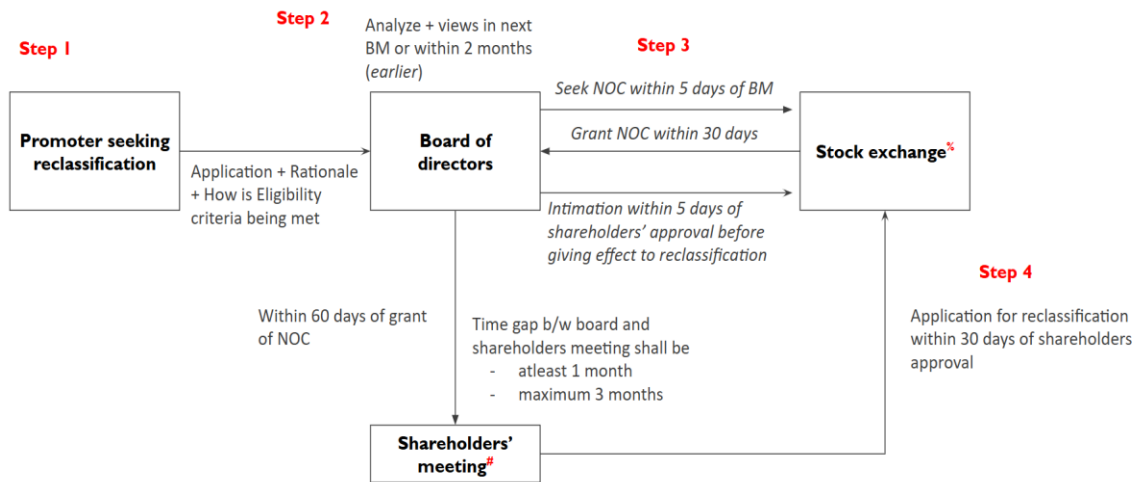 Step 1
Step 2
Analyze + views in next
BM or within 2 months
(earlier)
Step 3
Promoter seeking
reclassification
Application + Rationale
+ How is Eligibility
criteria being met
Board of
directors
Seek NOC within 5 days of BM
Grant NOC within 30 days
Intimation within 5 days of
shareholders' approval before
giving effect to reclassification
Stock exchange%
Step 4
Application for reclassification
within 30 days of shareholders
approval
Within 60 days of grant
of NOC
Time gap b/w board and
shareholders meeting shall be
- atleast 1 month
- maximum 3 months
Shareholders'
meeting#